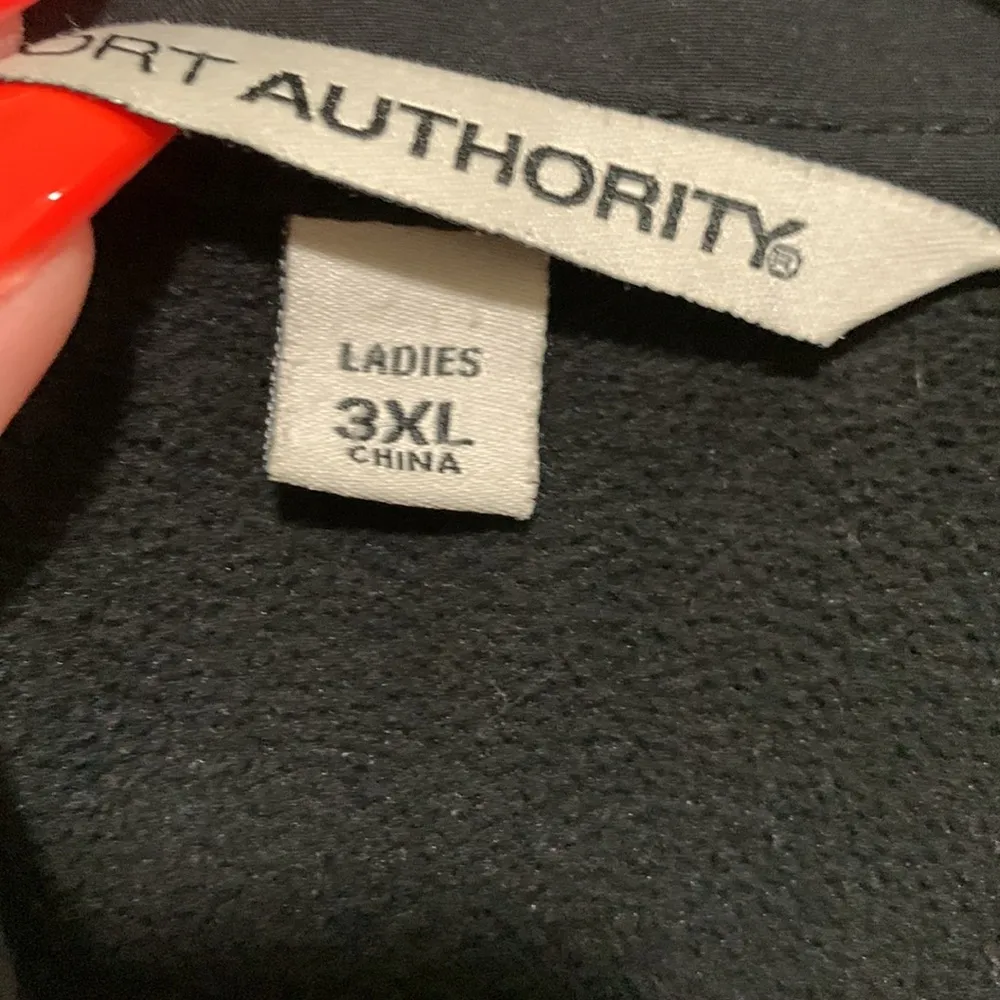 ORT AUTHORITY®
LADIES
3XL
CHINA